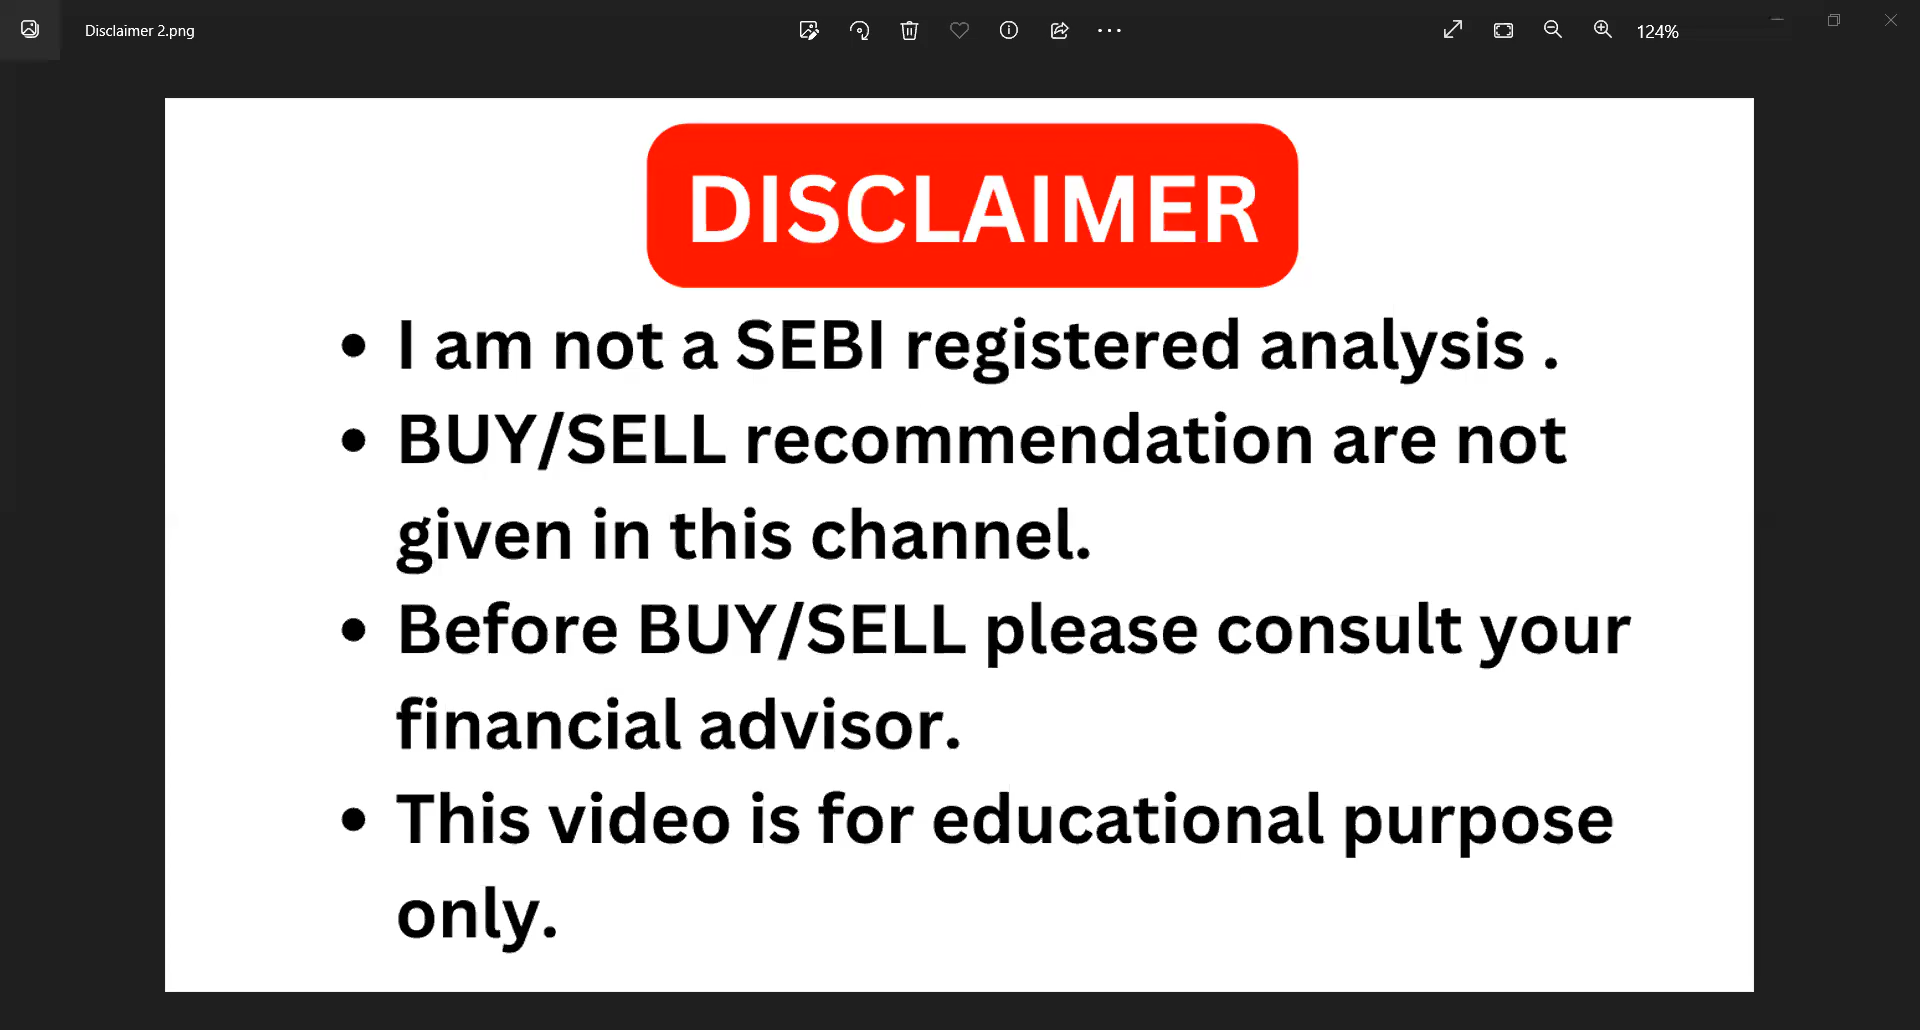 Disclaimer 2.png
124%
DISCLAIMER
• I am not a SEBI registered analysis .
• BUY/SELL recommendation are not
given in this channel.
• Before BUY/SELL please consult your
financial advisor.
• This video is for educational purpose
only.